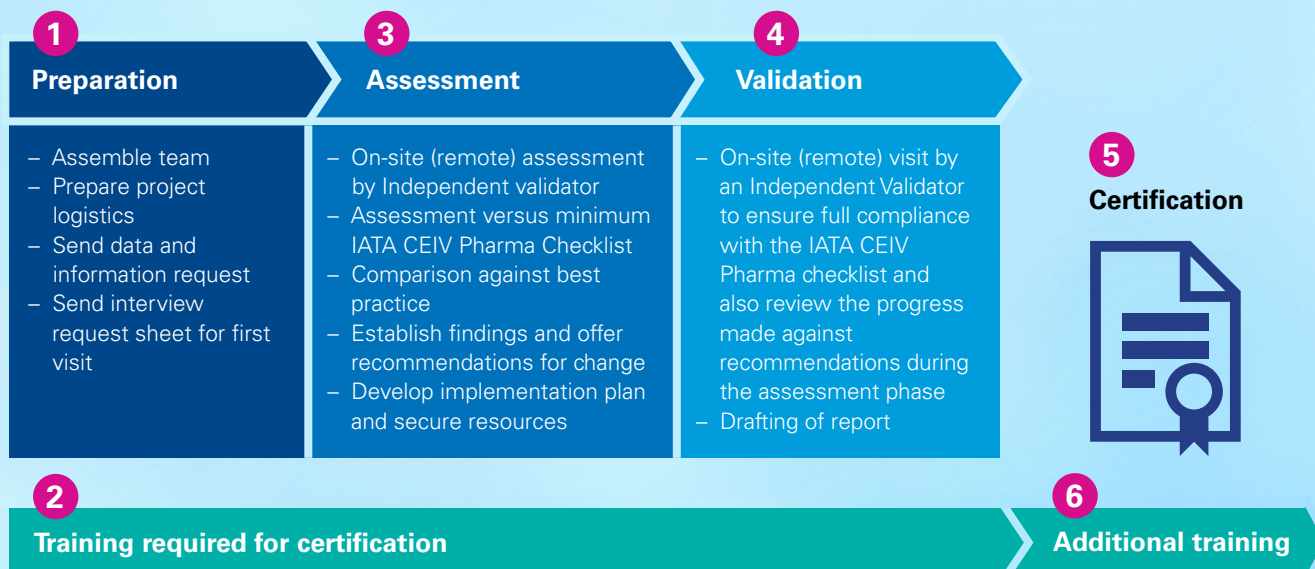 1
Preparation
– Assemble team
– Prepare project
logistics
– Send data and
information request
– Send interview
request sheet for first
visit
3
Assessment
– On-site (remote) assessment
by Independent validator
– Assessment versus minimum
IATA CEIV Pharma Checklist
– Comparison against best
practice
– Establish findings and offer
recommendations for change
– Develop implementation plan
and secure resources
4
Validation
– On-site (remote) visit by
an Independent Validator
to ensure full compliance
with the IATA CEIV
Pharma checklist and
also review the progress
made against
recommendations during
the assessment phase
– Drafting of report
5
Certification
2
Training required for certification
6
Additional training